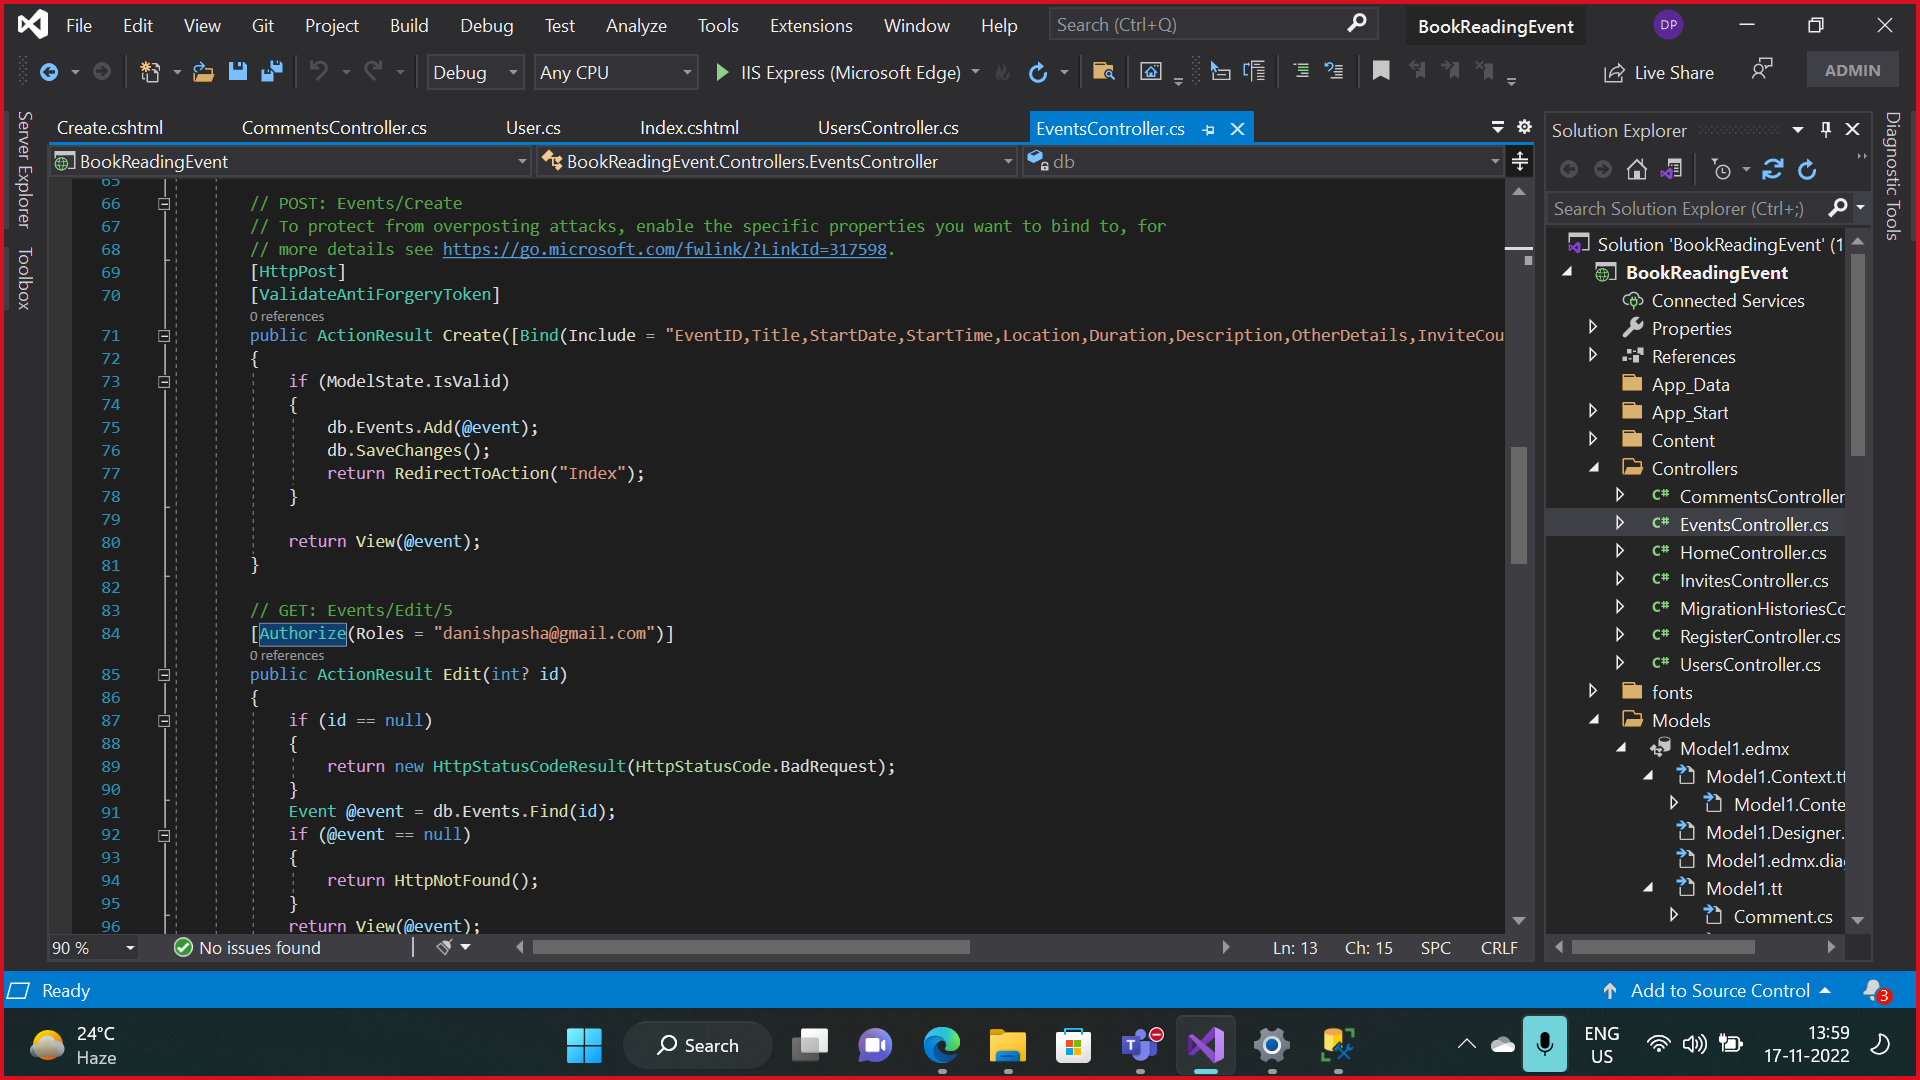 File Edit View Git Project Build Debug Test Analyze Tools Extensions Window Help Search (Ctrl+Q) BookReadingEvent DP
Debug Any CPU IIS Express (Microsoft Edge) Live Share ADMIN
Server Explorer
Toolbox
Create.cshtml CommentsController.cs User.cs Index.cshtml UsersController.cs EventsController.cs
BookReadingEvent BookReadingEvent.Controllers.EventsController db
65
66 // POST: Events/Create
67 // To protect from overposting attacks, enable the specific properties you want to bind to, for
68 // more details see https://go.microsoft.com/fwlink/?LinkId=317598.
69 [HttpPost]
70 [ValidateAntiForgeryToken]
0 references
71 public ActionResult Create([Bind(Include = "EventID,Title,StartDate,StartTime,Location,Duration,Description,OtherDetails,InviteCou
72 {
73 if (ModelState.IsValid)
74 {
75 db.Events.Add(@event);
76 db.SaveChanges();
77 return RedirectToAction("Index");
78 }
79
80 return View(@event);
81 }
82
83 // GET: Events/Edit/5
84 [Authorize(Roles = "danishpasha@gmail.com")]
0 references
85 public ActionResult Edit(int? id)
86 {
87 if (id == null)
88 {
89 return new HttpStatusCodeResult(HttpStatusCode.BadRequest);
90 }
91 Event @event = db.Events.Find(id);
92 if (@event == null)
93 {
94 return HttpNotFound();
95 }
96 return View(@event);
90 % No issues found Ln: 13 Ch: 15 SPC CRLF
Solution Explorer
Search Solution Explorer (Ctrl+;)
Solution 'BookReadingEvent' (1
BookReadingEvent
Connected Services
Properties
References
App_Data
App_Start
Content
Controllers
C# CommentsController
C# EventsController.cs
C# HomeController.cs
C# InvitesController.cs
C# MigrationHistoriesCo
C# RegisterController.cs
C# UsersController.cs
fonts
Models
Model1.edmx
Model1.Context.tt
Model1.Conte
Model1.Designer.
Model1.edmx.dia
Model1.tt
Comment.cs
Diagnostic Tools
Ready Add to Source Control 3
24°C
Haze
Search
ENG
US
13:59
17-11-2022